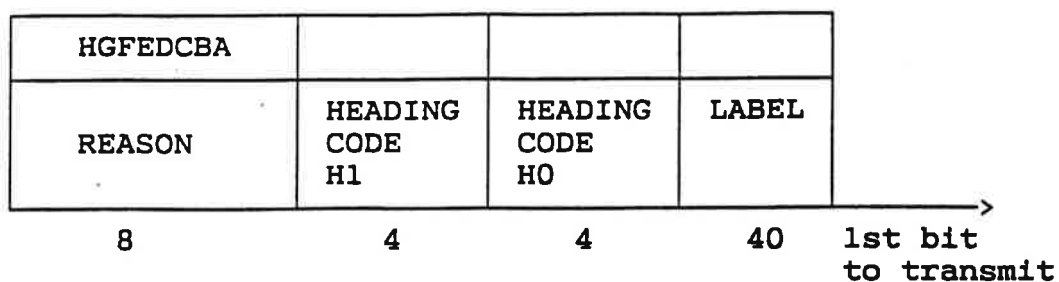 HGFEDCBA
REASON
HEADING CODE H1
HEADING CODE H0
LABEL
8 4 4 40 1st bit to transmit